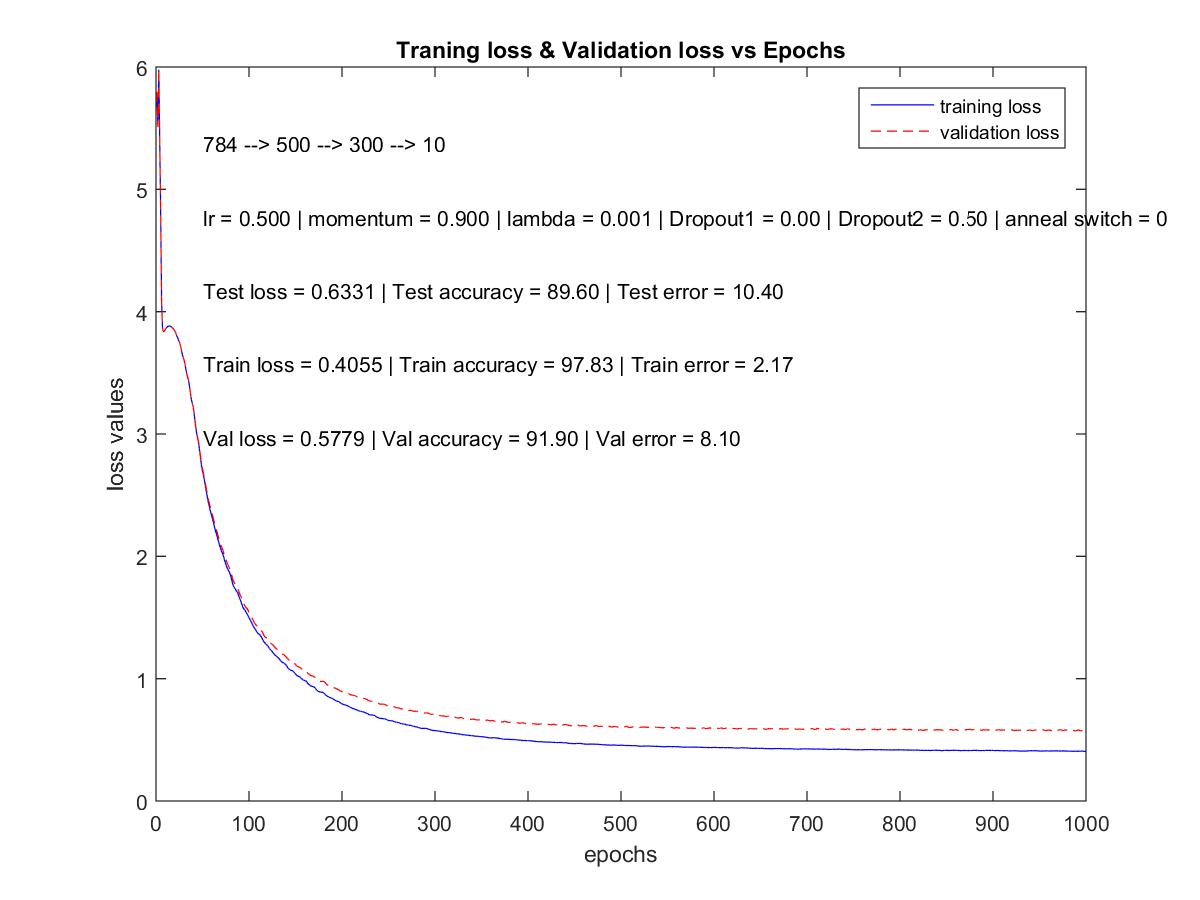 Traning loss & Validation loss vs Epochs
6
training loss
validation loss
784 --> 500 --> 300 --> 10
5
lr = 0.500 | momentum = 0.900 | lambda = 0.001 | Dropout1 = 0.00 | Dropout2 = 0.50 | anneal switch = 0
Test loss = 0.6331 | Test accuracy = 89.60 | Test error = 10.40
4
Train loss = 0.4055 | Train accuracy = 97.83 | Train error = 2.17
3
Val loss = 0.5779 | Val accuracy = 91.90 | Val error = 8.10
loss values
2
1
0
0 100 200 300 400 500 600 700 800 900 1000
epochs